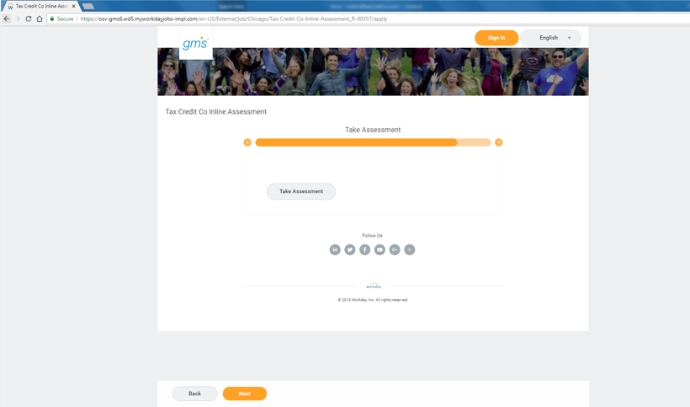 Tax Credit Co Inline Asses
Secure https://osv-gms6.wd5.myworkdayjobs-impl.com/en-US/External/job/Chicago/Tax-Credit-Co-Inline-Assessment_R-00357/apply
gms
Sign In
English
Tax Credit Co Inline Assessment
Take Assessment
Take Assessment
Follow Us
workday
© 2018 Workday, Inc. All rights reserved.
Back
Next